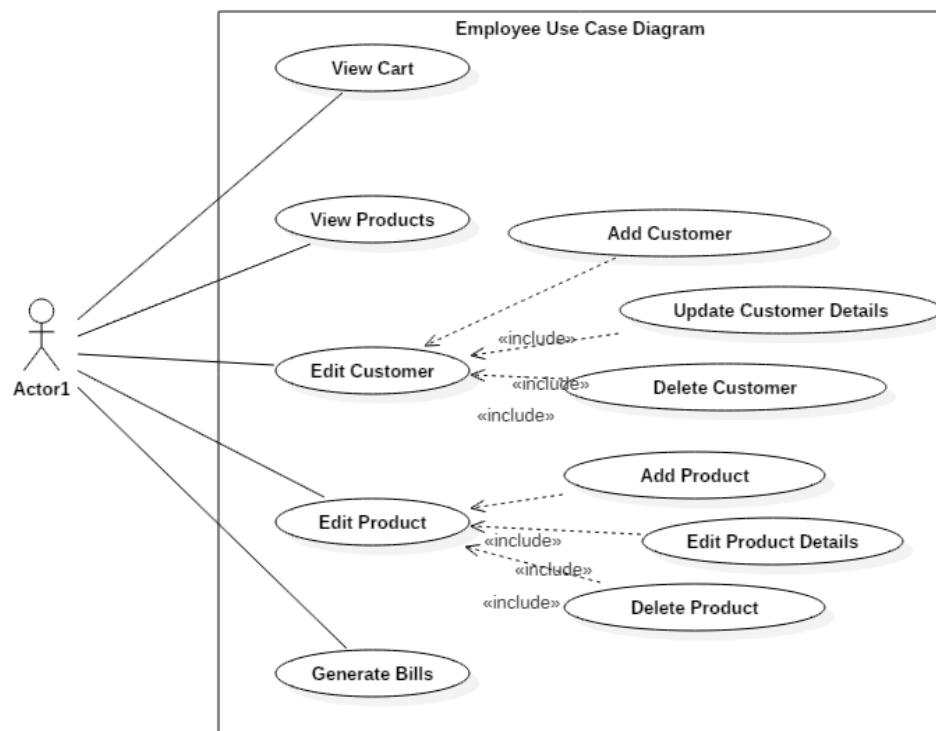 Employee Use Case Diagram
View Cart
View Products
Add Customer
Update Customer Details
«include»
Edit Customer
«include»
Delete Customer
Actor1
«include»
Add Product
Edit Product
«include»
Edit Product Details
«include»
«include»
Delete Product
Generate Bills